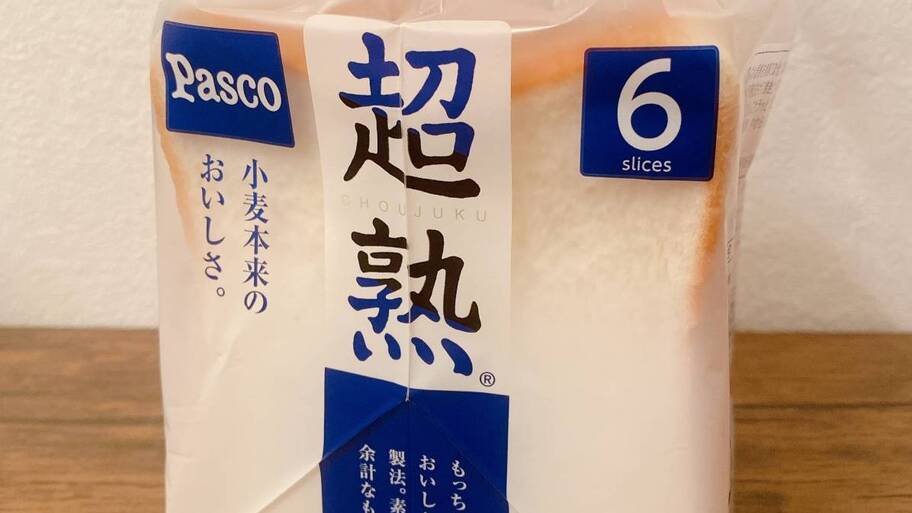 Pasco
超熟
CHOUJUKU
®
6
slices
小麦本来の
おいしさ。
もっち
おいし
製法。素
余計なも